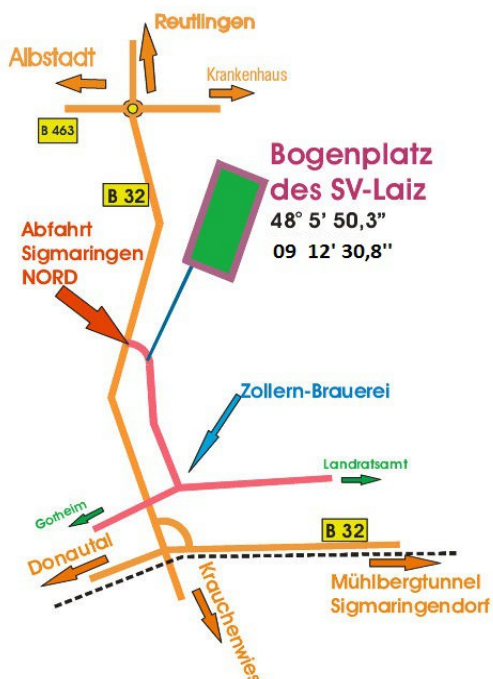 Reutlingen
Albstadt
Krankenhaus
B 463
B 32
Bogenplatz
des SV-Laiz
48° 5' 50,3”
09 12' 30,8''
Abfahrt
Sigmaringen
NORD
Zollern-Brauerei
Landratsamt
Gorheim
B 32
Donautal
Krauchenwies
Mühlbergtunnel
Sigmaringendorf